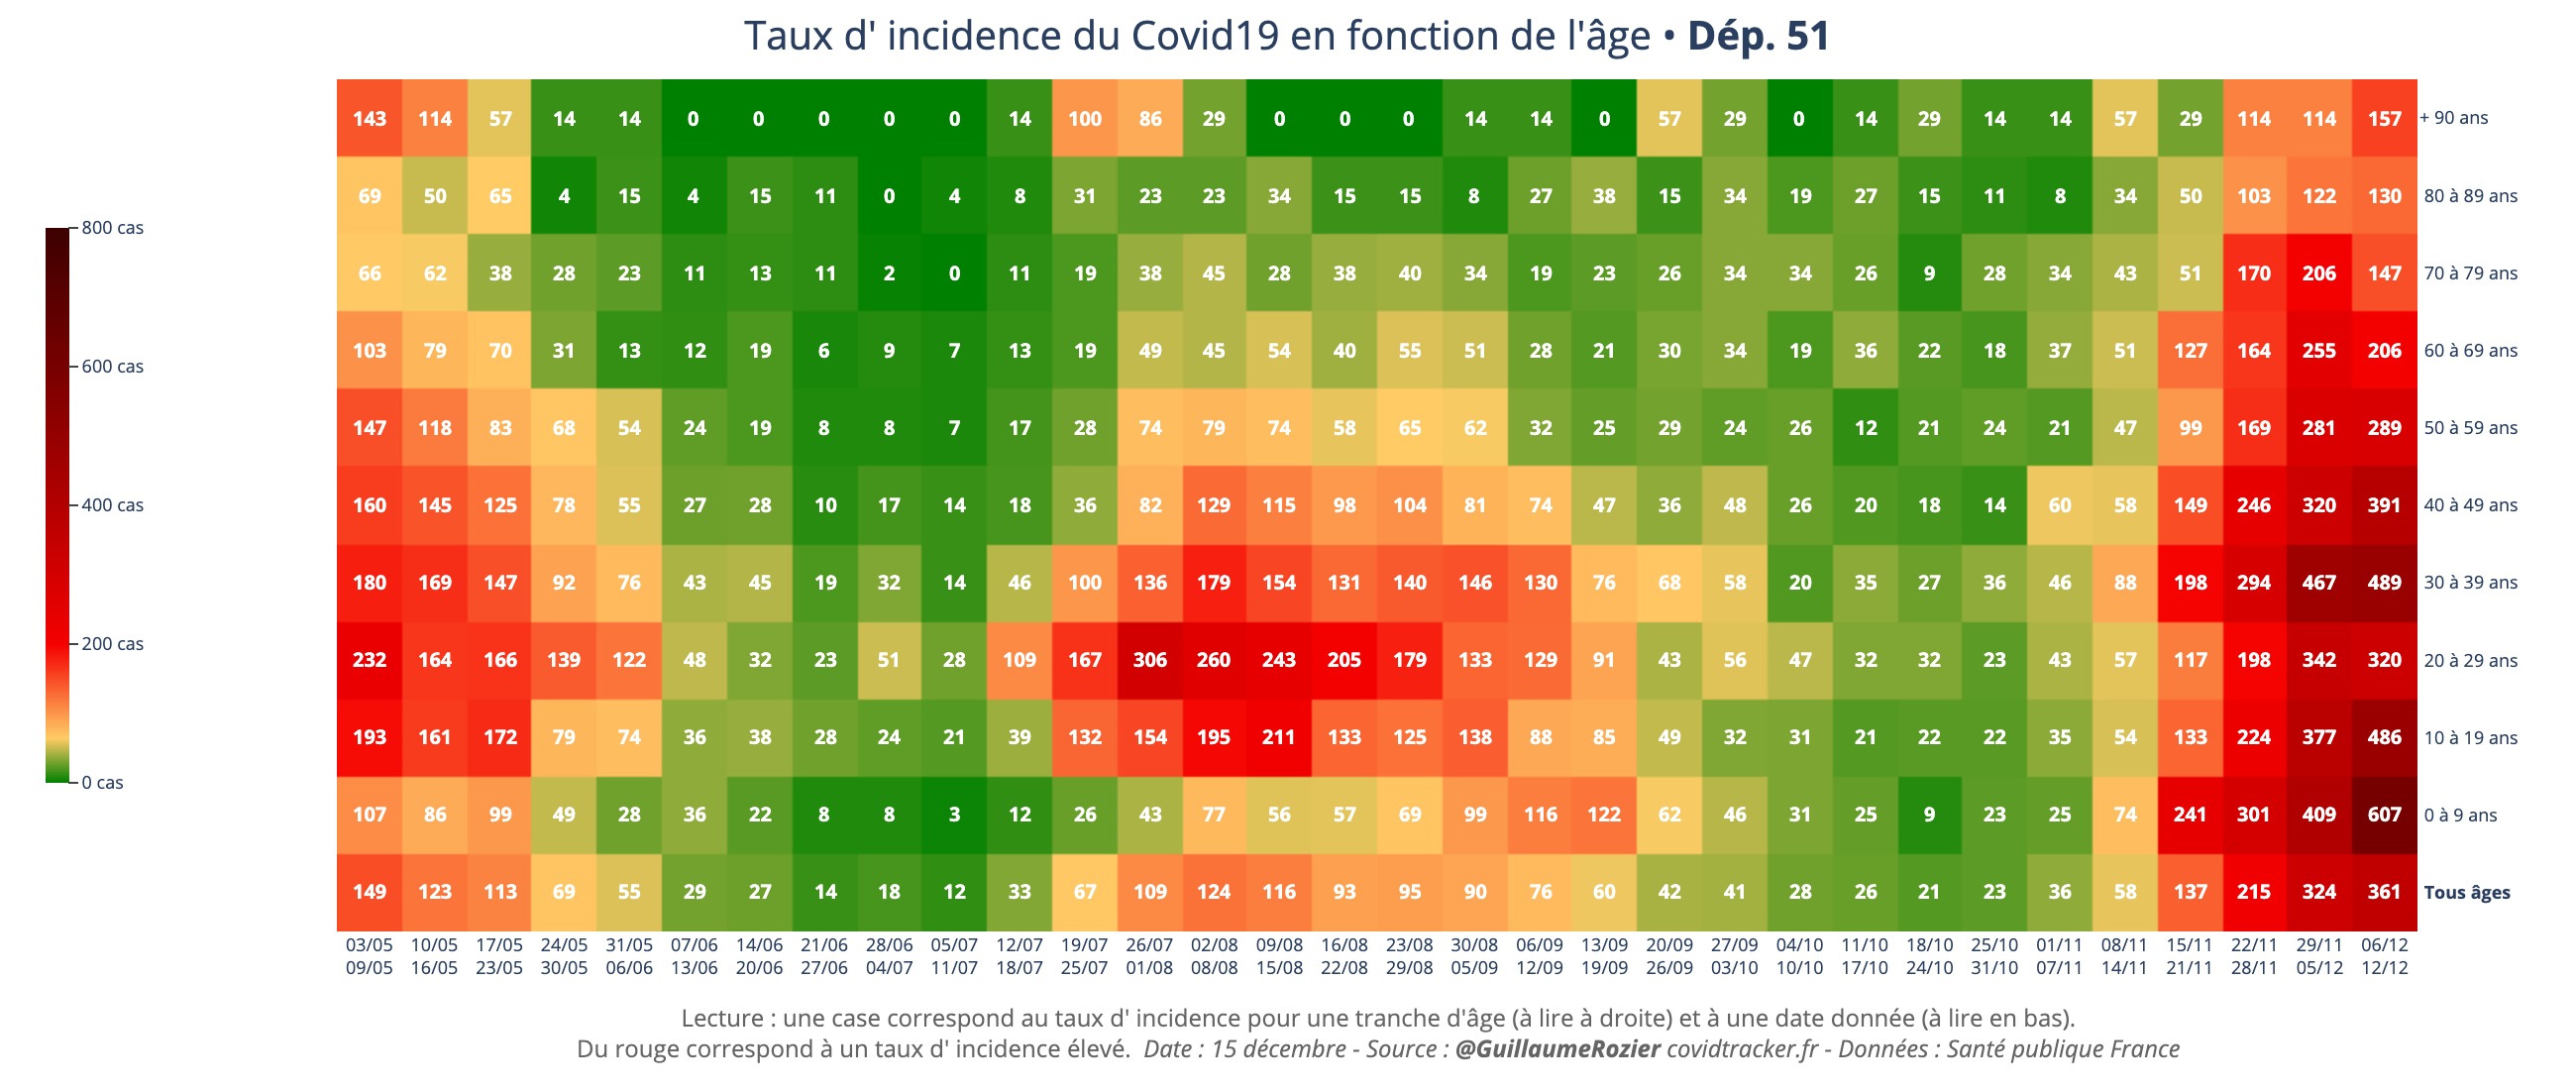 Taux d' incidence du Covid19 en fonction de l'âge • Dép. 51
143 114 57 14 14 0 0 0 0 0 14 100 86 29 0 0 0 14 14 0 57 29 0 14 29 14 14 57 29 114 114 157 + 90 ans
69 50 65 4 15 4 15 11 0 4 8 31 23 23 34 15 15 8 27 38 15 34 19 27 15 11 8 34 50 103 122 130 80 à 89 ans
66 62 38 28 23 11 13 11 2 0 11 19 38 45 28 38 40 34 19 23 26 34 34 26 9 28 34 43 51 170 206 147 70 à 79 ans
103 79 70 31 13 12 19 6 9 7 13 19 49 45 54 40 55 51 28 21 30 34 19 36 22 18 37 51 127 164 255 206 60 à 69 ans
147 118 83 68 54 24 19 8 8 7 17 28 74 79 74 58 65 62 32 25 29 24 26 12 21 24 21 47 99 169 281 289 50 à 59 ans
160 145 125 78 55 27 28 10 17 14 18 36 82 129 115 98 104 81 74 47 36 48 26 20 18 14 60 58 149 246 320 391 40 à 49 ans
180 169 147 92 76 43 45 19 32 14 46 100 136 179 154 131 140 146 130 76 68 58 20 35 27 36 46 88 198 294 467 489 30 à 39 ans
232 164 166 139 122 48 32 23 51 28 109 167 306 260 243 205 179 133 129 91 43 56 47 32 32 23 43 57 117 198 342 320 20 à 29 ans
193 161 172 79 74 36 38 28 24 21 39 132 154 195 211 133 125 138 88 85 49 32 31 21 22 22 35 54 133 224 377 486 10 à 19 ans
107 86 99 49 28 36 22 8 8 3 12 26 43 77 56 57 69 99 116 122 62 46 31 25 9 23 25 74 241 301 409 607 0 à 9 ans
149 123 113 69 55 29 27 14 18 12 33 67 109 124 116 93 95 90 76 60 42 41 28 26 21 23 36 58 137 215 324 361 Tous âges
03/05 10/05 17/05 24/05 31/05 07/06 14/06 21/06 28/06 05/07 12/07 19/07 26/07 02/08 09/08 16/08 23/08 30/08 06/09 13/09 20/09 27/09 04/10 11/10 18/10 25/10 01/11 08/11 15/11 22/11 29/11 06/12
09/05 16/05 23/05 30/05 06/06 13/06 20/06 27/06 04/07 11/07 18/07 25/07 01/08 08/08 15/08 22/08 29/08 05/09 12/09 19/09 26/09 03/10 10/10 17/10 24/10 31/10 07/11 14/11 21/11 28/11 05/12 12/12
800 cas
600 cas
400 cas
200 cas
0 cas
Lecture : une case correspond au taux d' incidence pour une tranche d'âge (à lire à droite) et à une date donnée (à lire en bas).
Du rouge correspond à un taux d' incidence élevé. Date : 15 décembre - Source : @GuillaumeRozier covidtracker.fr - Données : Santé publique France